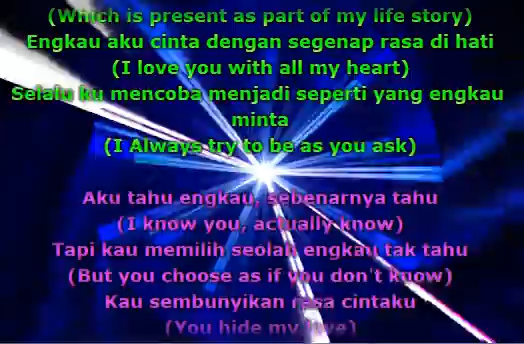 (Which is present as part of my life story)
Engkau aku cinta dengan segenap rasa di hati
(I love you with all my heart)
Selalu ku mencoba menjadi seperti yang engkau
minta
(I Always try to be as you ask)
Aku tahu engkau, sebenarnya tahu
(I know you, actually know)
Tapi kau memilih seolah engkau tak tahu
(But you choose as if you don't know)
Kau sembunyikan rasa cintaku
(You hide my love)